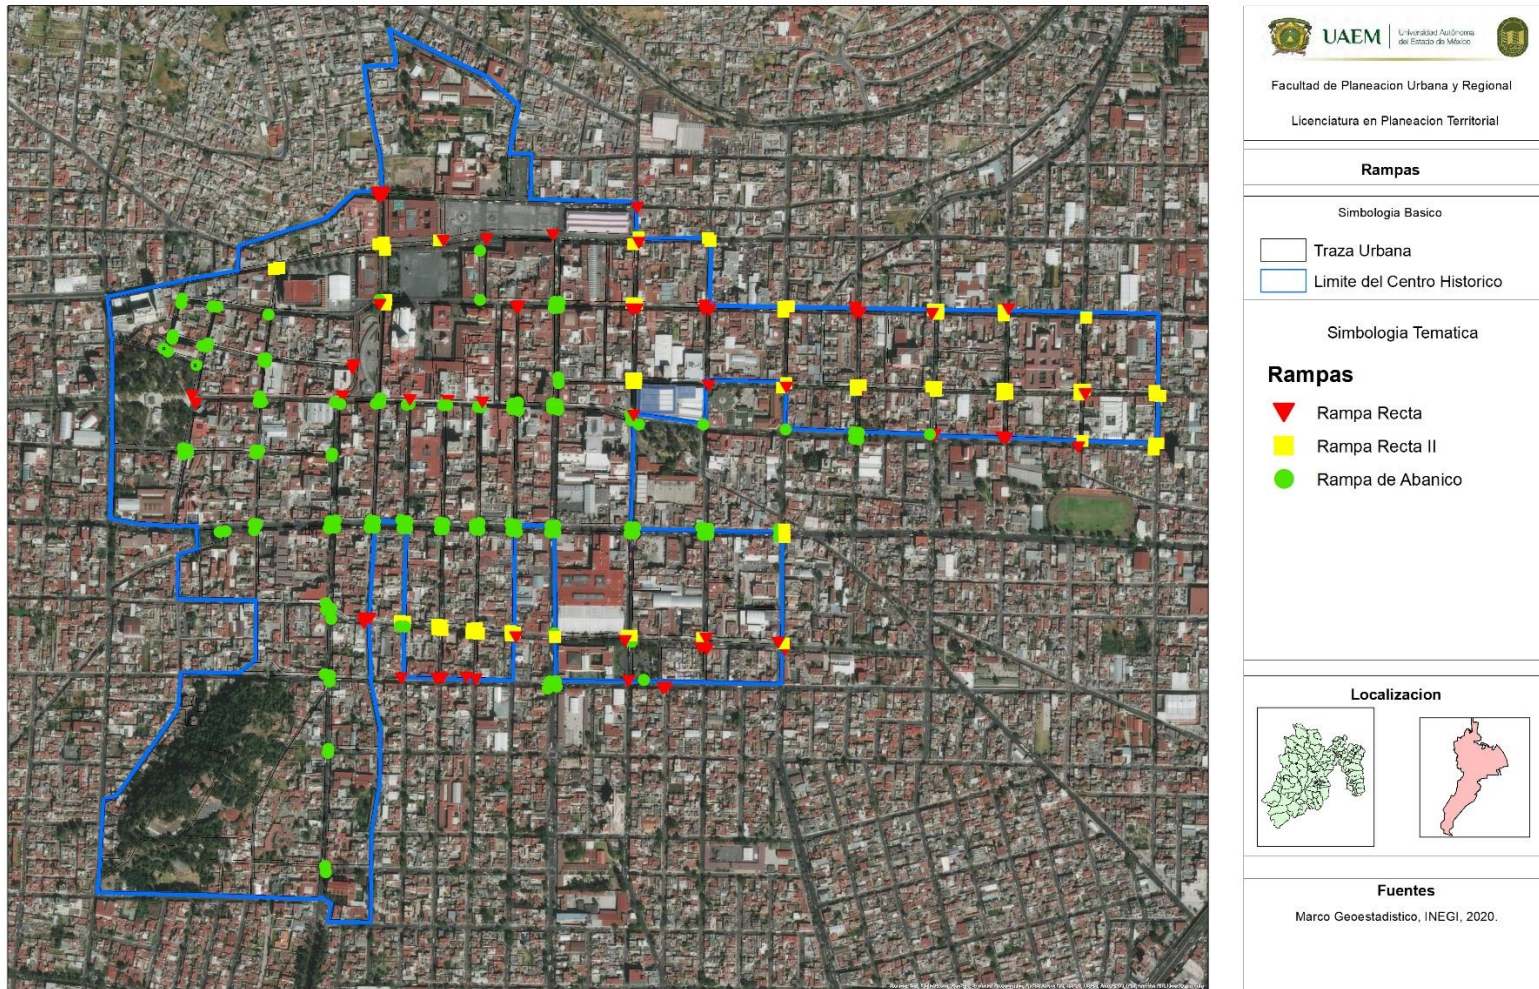 UAEM
Universidad Autónoma
del Estado de México
Facultad de Planeacion Urbana y Regional
Licenciatura en Planeacion Territorial
Rampas
Simbologia Basico
Traza Urbana
Limite del Centro Historico
Simbologia Tematica
Rampas
Rampa Recta
Rampa Recta II
Rampa de Abanico
Localizacion
Fuentes
Marco Geoestadistico, INEGI, 2020.